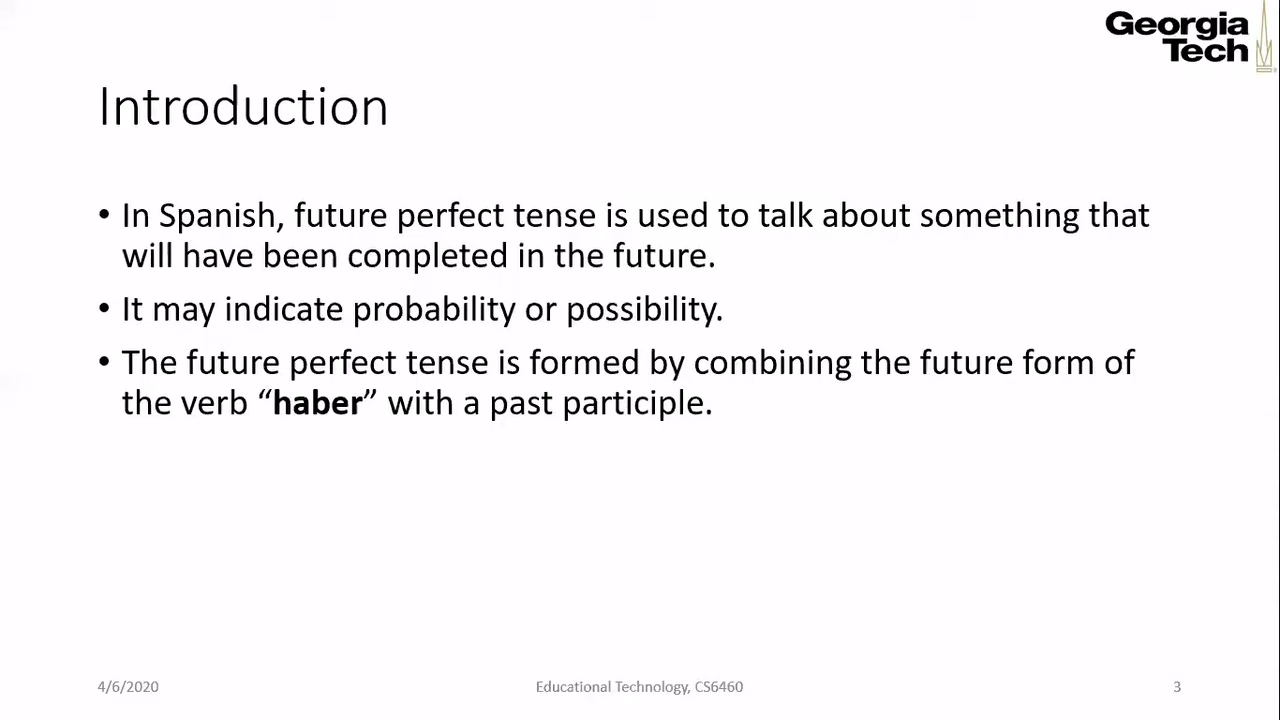 Georgia
Tech
Introduction
• In Spanish, future perfect tense is used to talk about something that
will have been completed in the future.
• It may indicate probability or possibility.
• The future perfect tense is formed by combining the future form of
the verb “haber” with a past participle.
4/6/2020
Educational Technology, CS6460
3